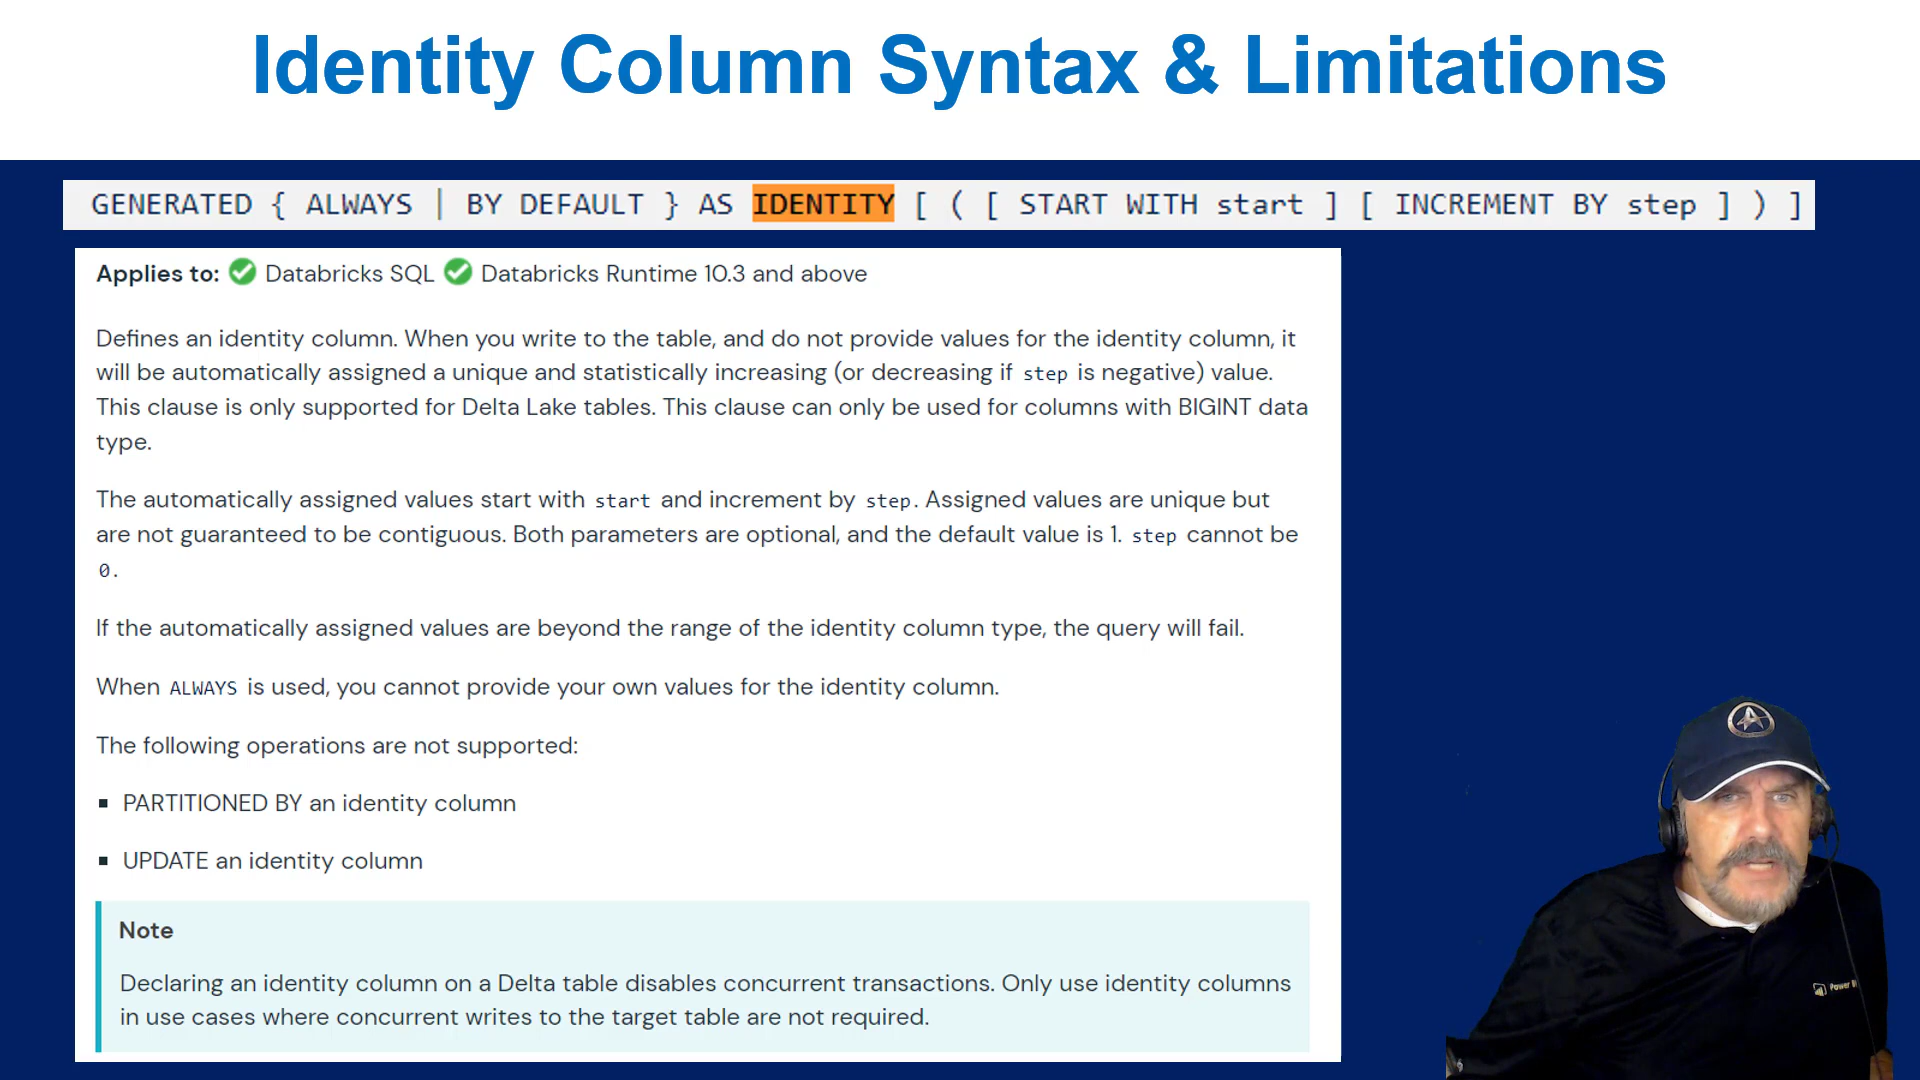 Identity Column Syntax & Limitations
GENERATED { ALWAYS | BY DEFAULT } AS IDENTITY [ ( [ START WITH start ] [ INCREMENT BY step ] ) ]
Applies to: Databricks SQL Databricks Runtime 10.3 and above
Defines an identity column. When you write to the table, and do not provide values for the identity column, it
will be automatically assigned a unique and statistically increasing (or decreasing if step is negative) value.
This clause is only supported for Delta Lake tables. This clause can only be used for columns with BIGINT data
type.
The automatically assigned values start with start and increment by step. Assigned values are unique but
are not guaranteed to be contiguous. Both parameters are optional, and the default value is 1. step cannot be
0.
If the automatically assigned values are beyond the range of the identity column type, the query will fail.
When ALWAYS is used, you cannot provide your own values for the identity column.
The following operations are not supported:
PARTITIONED BY an identity column
UPDATE an identity column
Note
Declaring an identity column on a Delta table disables concurrent transactions. Only use identity columns
in use cases where concurrent writes to the target table are not required.
Power